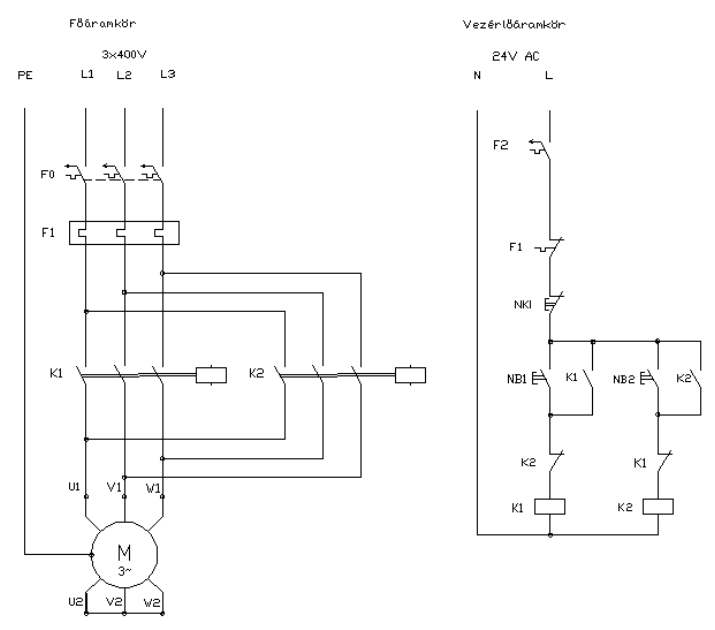 Főáramkör
3x400V
PE L1 L2 L3
F0
F1
K1 K2
U1 V1 W1
M
3~
U2 V2 W2
Vezérlőáramkör
24V AC
N L
F2
F1
NKI
NB1 K1 NB2 K2
K2 K1
K1 K2